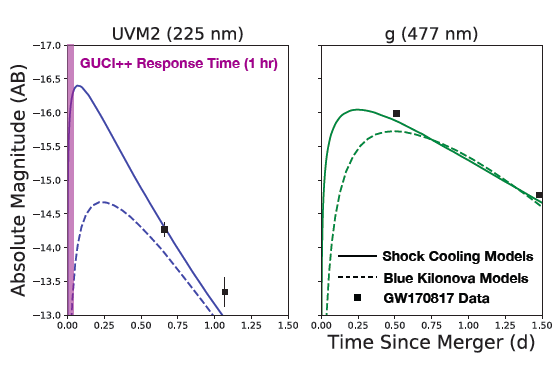 UVM2 (225 nm)
g (477 nm)
−17.0
GUCI++ Response Time (1 hr)
−16.5
−16.0
−15.5
−15.0
−14.5
−14.0
−13.5
−13.0
Absolute Magnitude (AB)
Shock Cooling Models
Blue Kilonova Models
GW170817 Data
0.00 0.25 0.50 0.75 1.00 1.25 1.50
0.00 0.25 0.50 0.75 1.00 1.25 1.50
Time Since Merger (d)